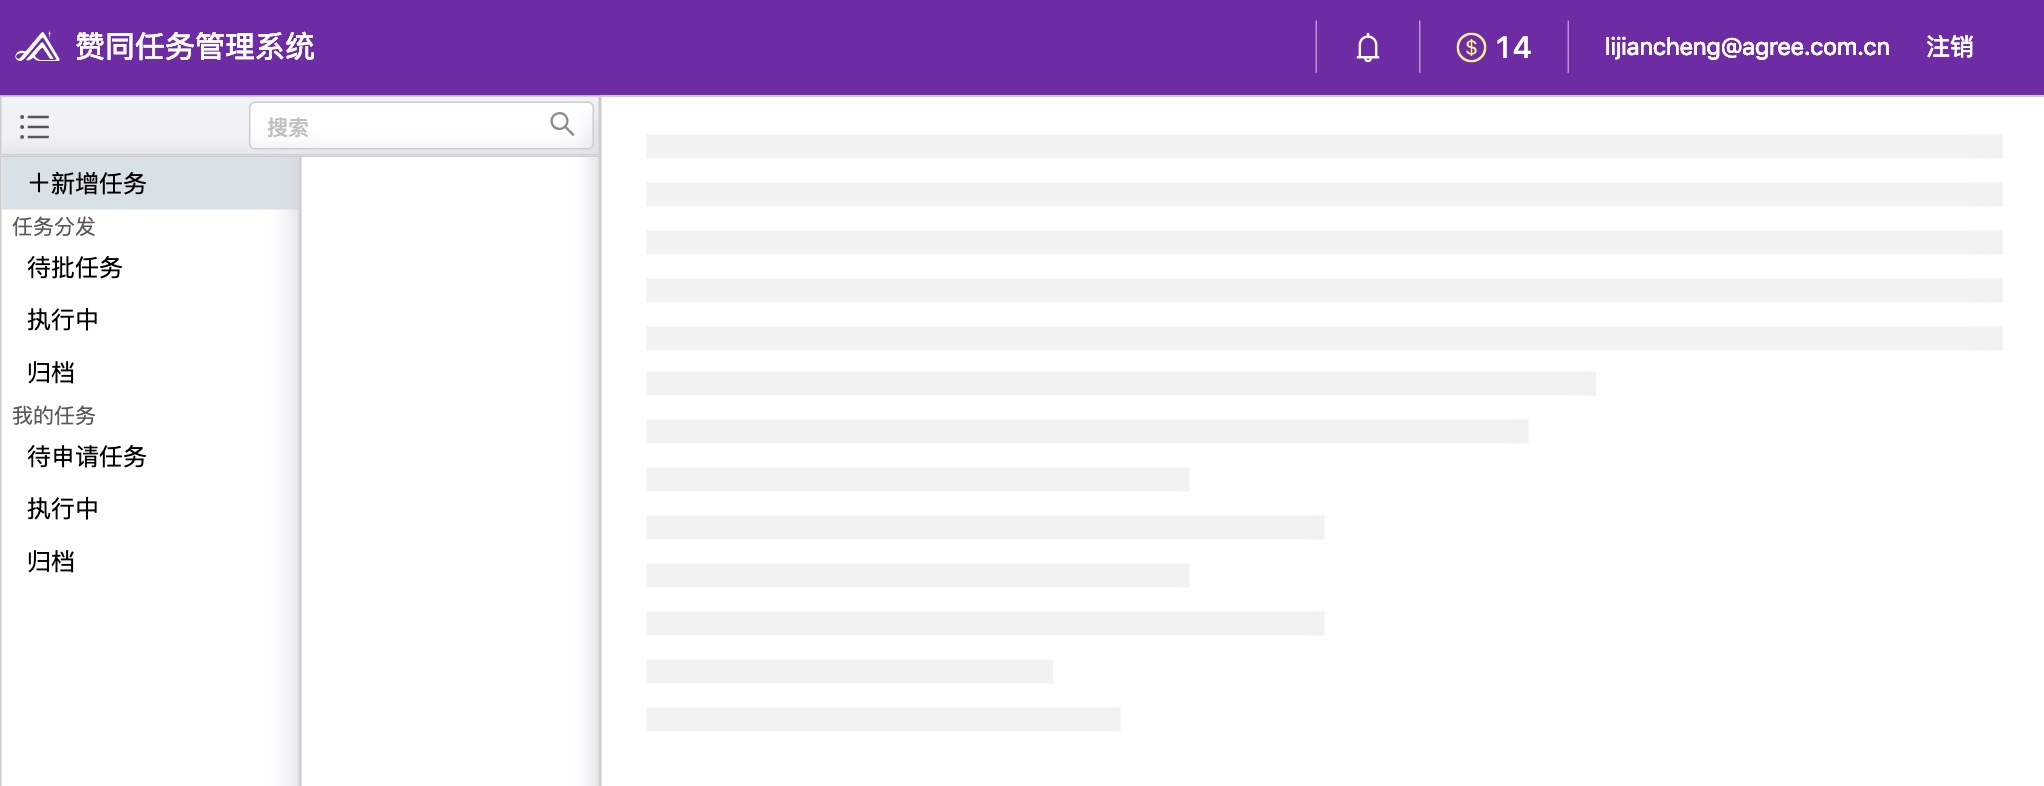 赞同任务管理系统
14
lijiancheng@agree.com.cn
注销
搜索
＋新增任务
任务分发
待批任务
执行中
归档
我的任务
待申请任务
执行中
归档